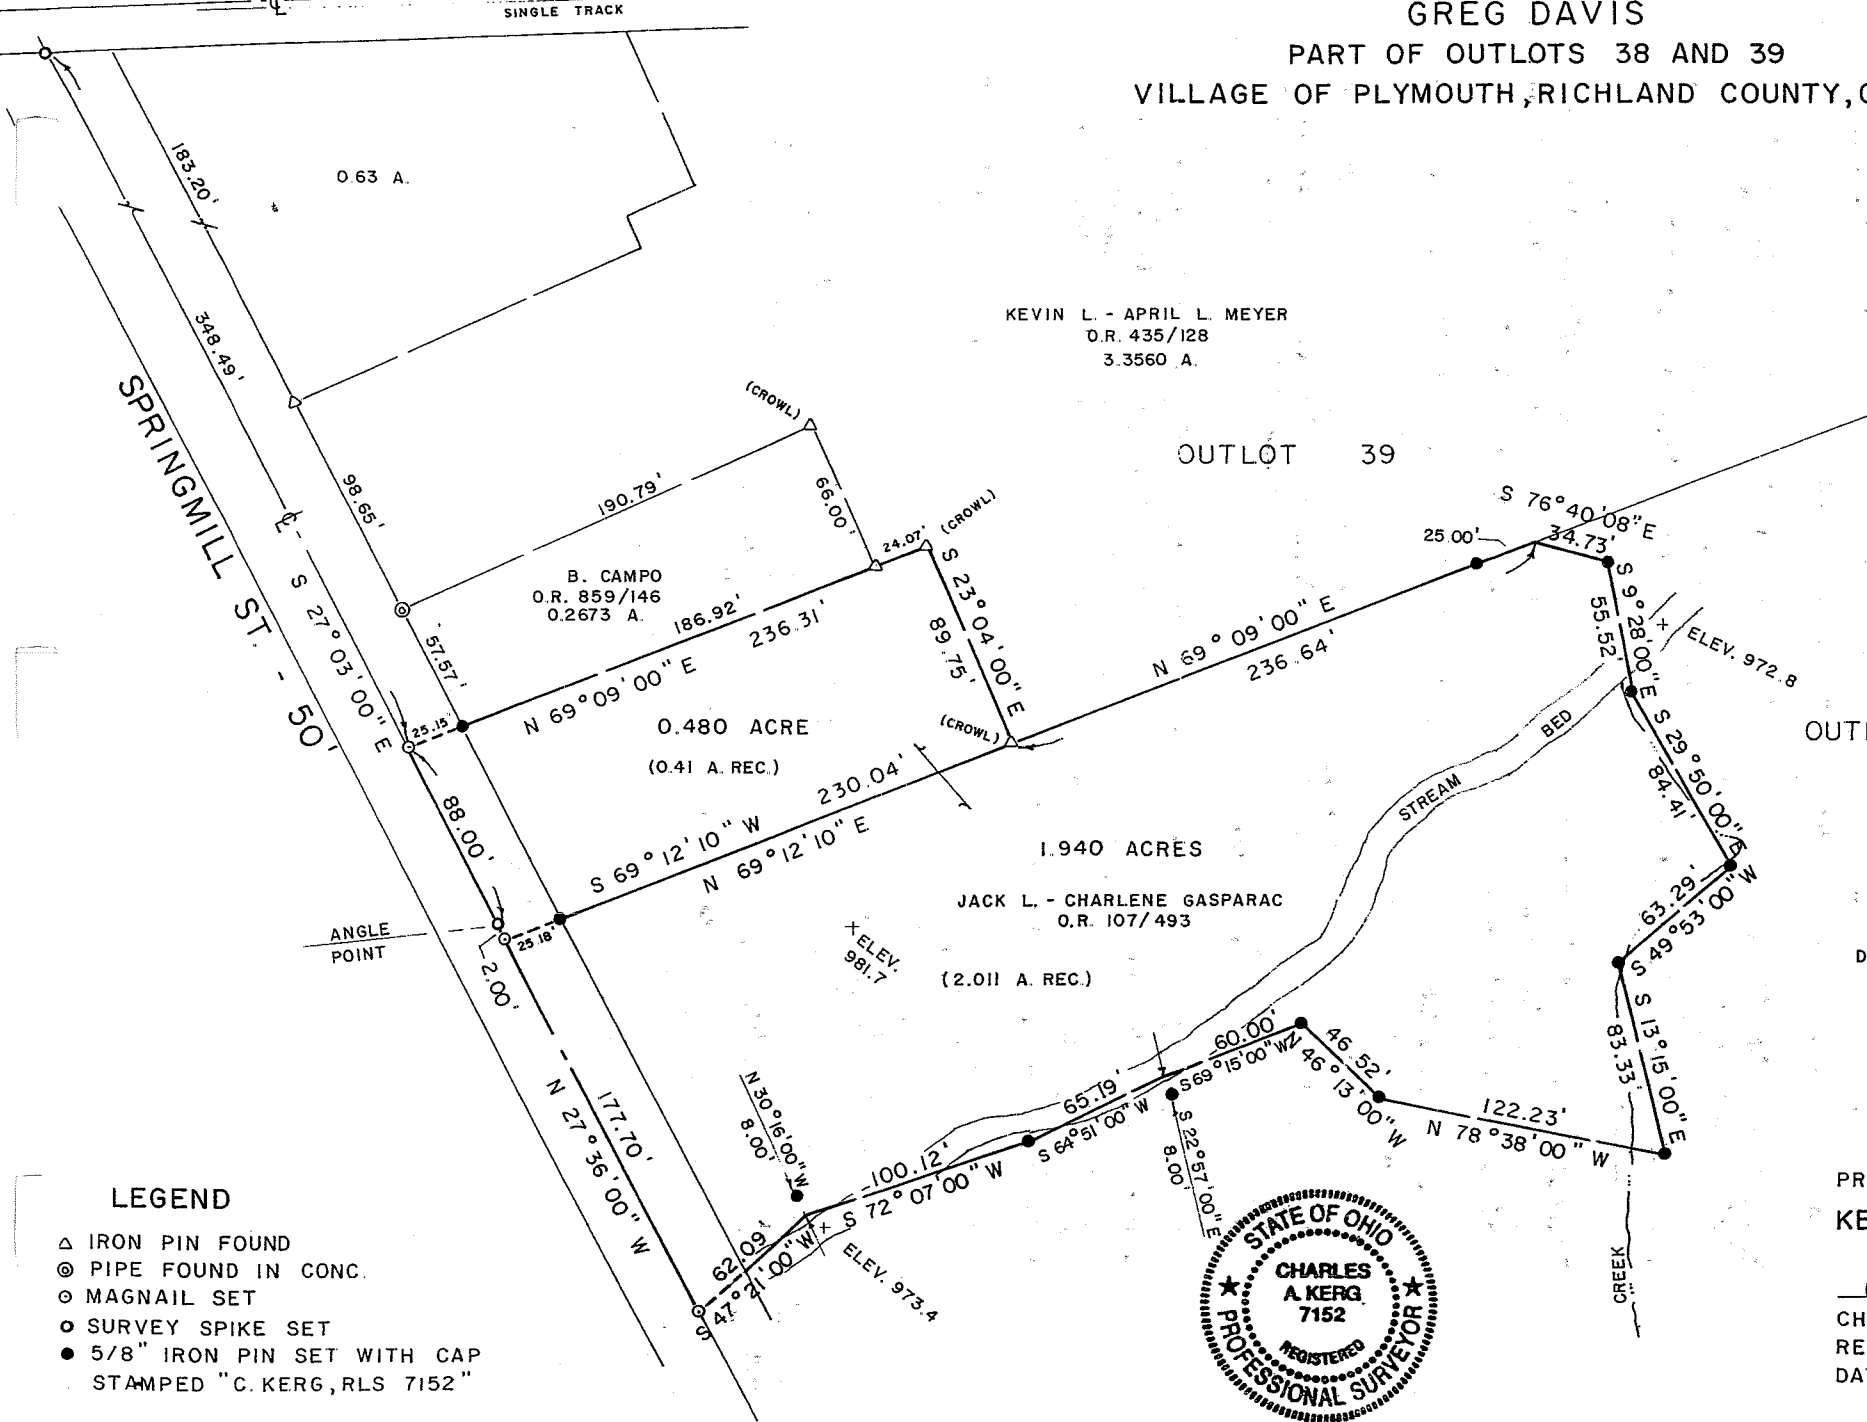 SINGLE TRACK
GREG DAVIS
PART OF OUTLOTS 38 AND 39
VILLAGE OF PLYMOUTH, RICHLAND COUNTY,
183.20'
0.63 A.
348.49'
KEVIN L. - APRIL L. MEYER
O.R. 435/128
3.3560 A.
SPRINGMILL ST. - 50'
98.65'
(CROWL)
190.79'
66.00'
OUTLOT 39
S 76°40'08" E
34.73'
25.00'
24.07'
(CROWL)
B. CAMPO
O.R. 859/146
0.2673 A.
186.92'
236.31'
N 69°09'00" E
57.57'
S 27°03'00" E
25.15'
S 23°04'00" E
89.75'
N 69°09'00" E
236.64'
S 9°28'00" E
55.52'
ELEV. 972.8
0.480 ACRE
(0.41 A. REC.)
(CROWL)
BED
STREAM
S 29°50'00" E
84.41'
88.00'
230.04'
S 69°12'10" W
N 69°12'10" E
1.940 ACRES
JACK L. - CHARLENE GASPARAC
O.R. 107/493
(2.011 A. REC.)
ELEV.
981.7
63.29'
S 49°53'00" W
ANGLE
POINT
25.18'
2.00'
S 13°15'00" E
83.33'
60.00'
S 69°15'00" W
46.52'
N 46°13'00" W
122.23'
N 78°38'00" W
65.19'
S 64°51'00" W
S 22°57'00" E
8.00'
N 30°16'00" W
8.00'
100.12'
S 72°07'00" W
177.70'
N 27°36'00" W
62.09'
S 47°21'00" W
ELEV. 973.4
CREEK
LEGEND
IRON PIN FOUND
PIPE FOUND IN CONC.
MAGNAIL SET
SURVEY SPIKE SET
5/8" IRON PIN SET WITH CAP
STAMPED "C. KERG, RLS 7152"
STATE OF OHIO
CHARLES
A. KERG
7152
REGISTERED
PROFESSIONAL SURVEYOR
OUTL
D
PR
KE
CH
RE
DA